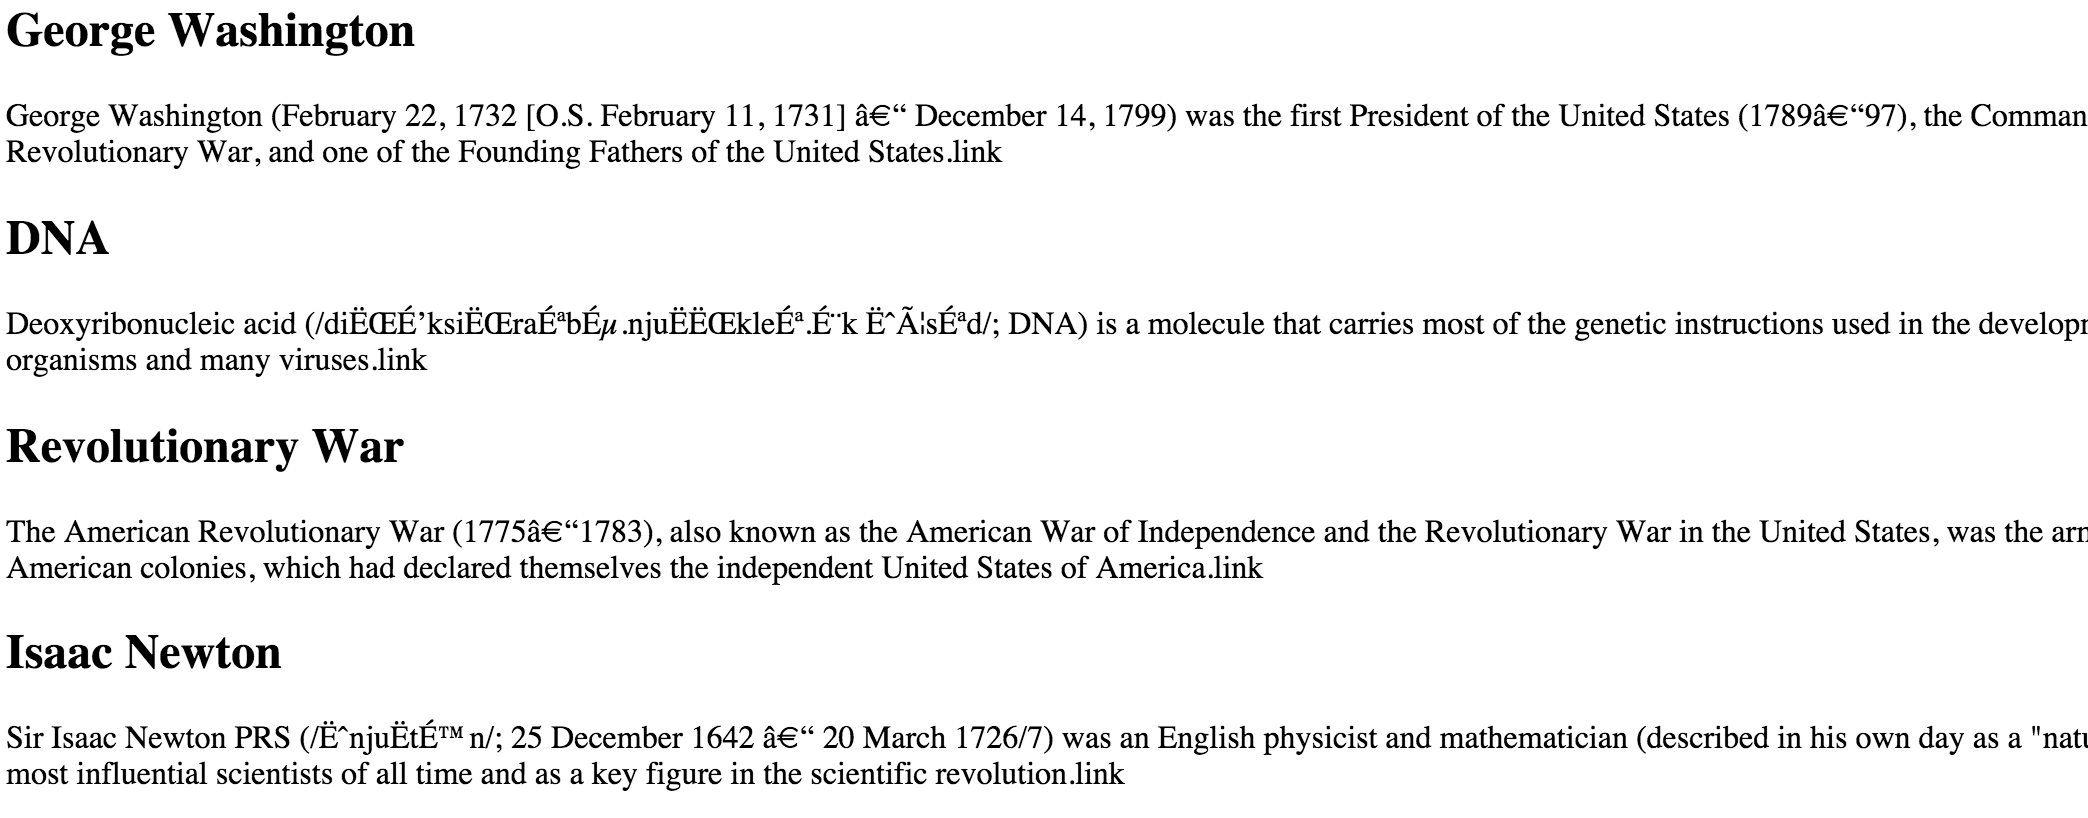 George Washington
George Washington (February 22, 1732 [O.S. February 11, 1731] â€“ December 14, 1799) was the first President of the United States (1789â€“97), the Comman
Revolutionary War, and one of the Founding Fathers of the United States.link
DNA
Deoxyribonucleic acid (/diËŒÉ’ksiËŒraÉªbÉµ.njuËËŒkleÉª.É¨k ËˆÃ¦sÉªd/; DNA) is a molecule that carries most of the genetic instructions used in the develop
organisms and many viruses.link
Revolutionary War
The American Revolutionary War (1775â€“1783), also known as the American War of Independence and the Revolutionary War in the United States, was the arm
American colonies, which had declared themselves the independent United States of America.link
Isaac Newton
Sir Isaac Newton PRS (/ËˆnjuËtÉ™n/; 25 December 1642 â€“ 20 March 1726/7) was an English physicist and mathematician (described in his own day as a "natu
most influential scientists of all time and as a key figure in the scientific revolution.link